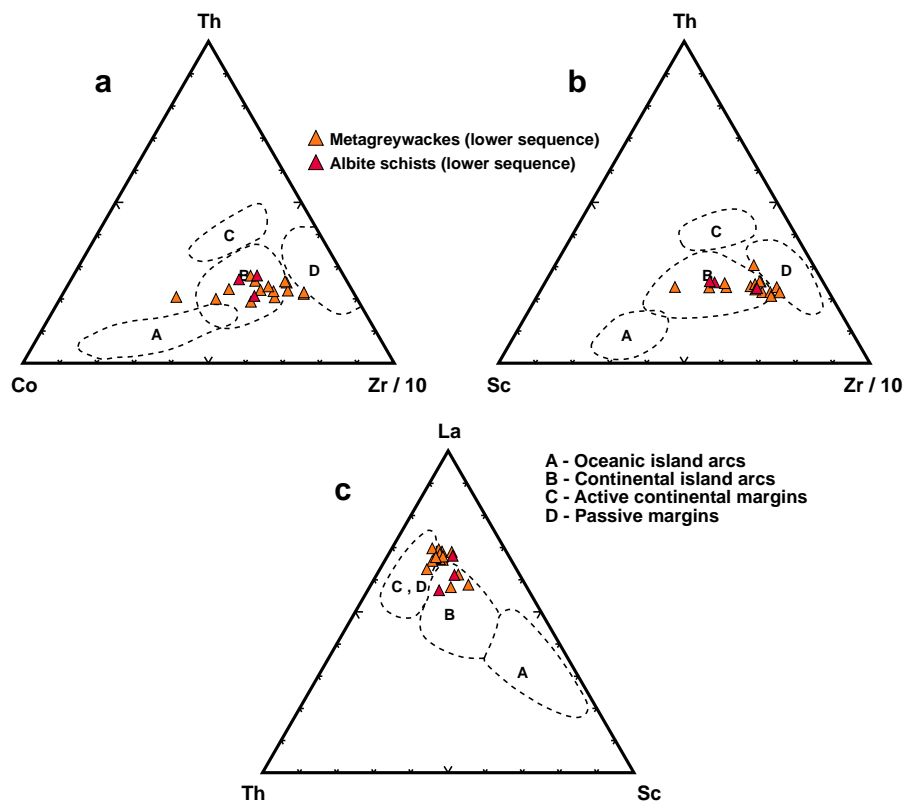 Th
a
Metagreywackes (lower sequence)
Albite schists (lower sequence)
C
B
D
A
Co
Zr / 10
Th
b
C
B
D
A
Sc
Zr / 10
La
c
A - Oceanic island arcs
B - Continental island arcs
C - Active continental margins
D - Passive margins
C , D
B
A
Th
Sc